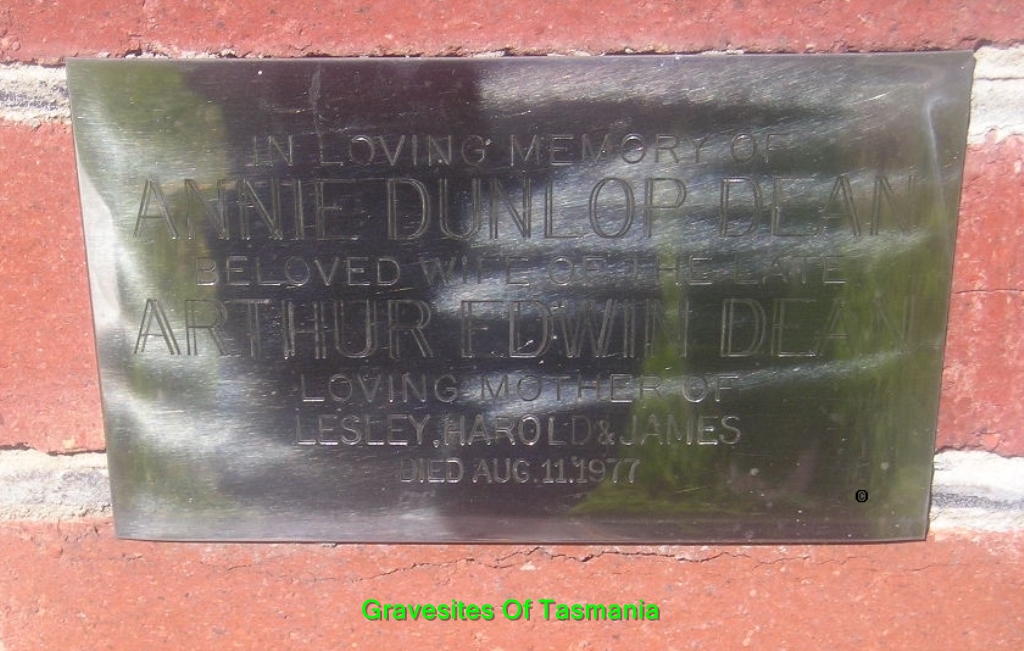 IN LOVING MEMORY OF
ANNIE DUNLOP DEAN
BELOVED WIFE OF THE LATE
ARTHUR EDWIN DEAN
LOVING MOTHER OF
LESLEY, HAROLD & JAMES
DIED AUG. 11. 1977
©
Gravesites Of Tasmania